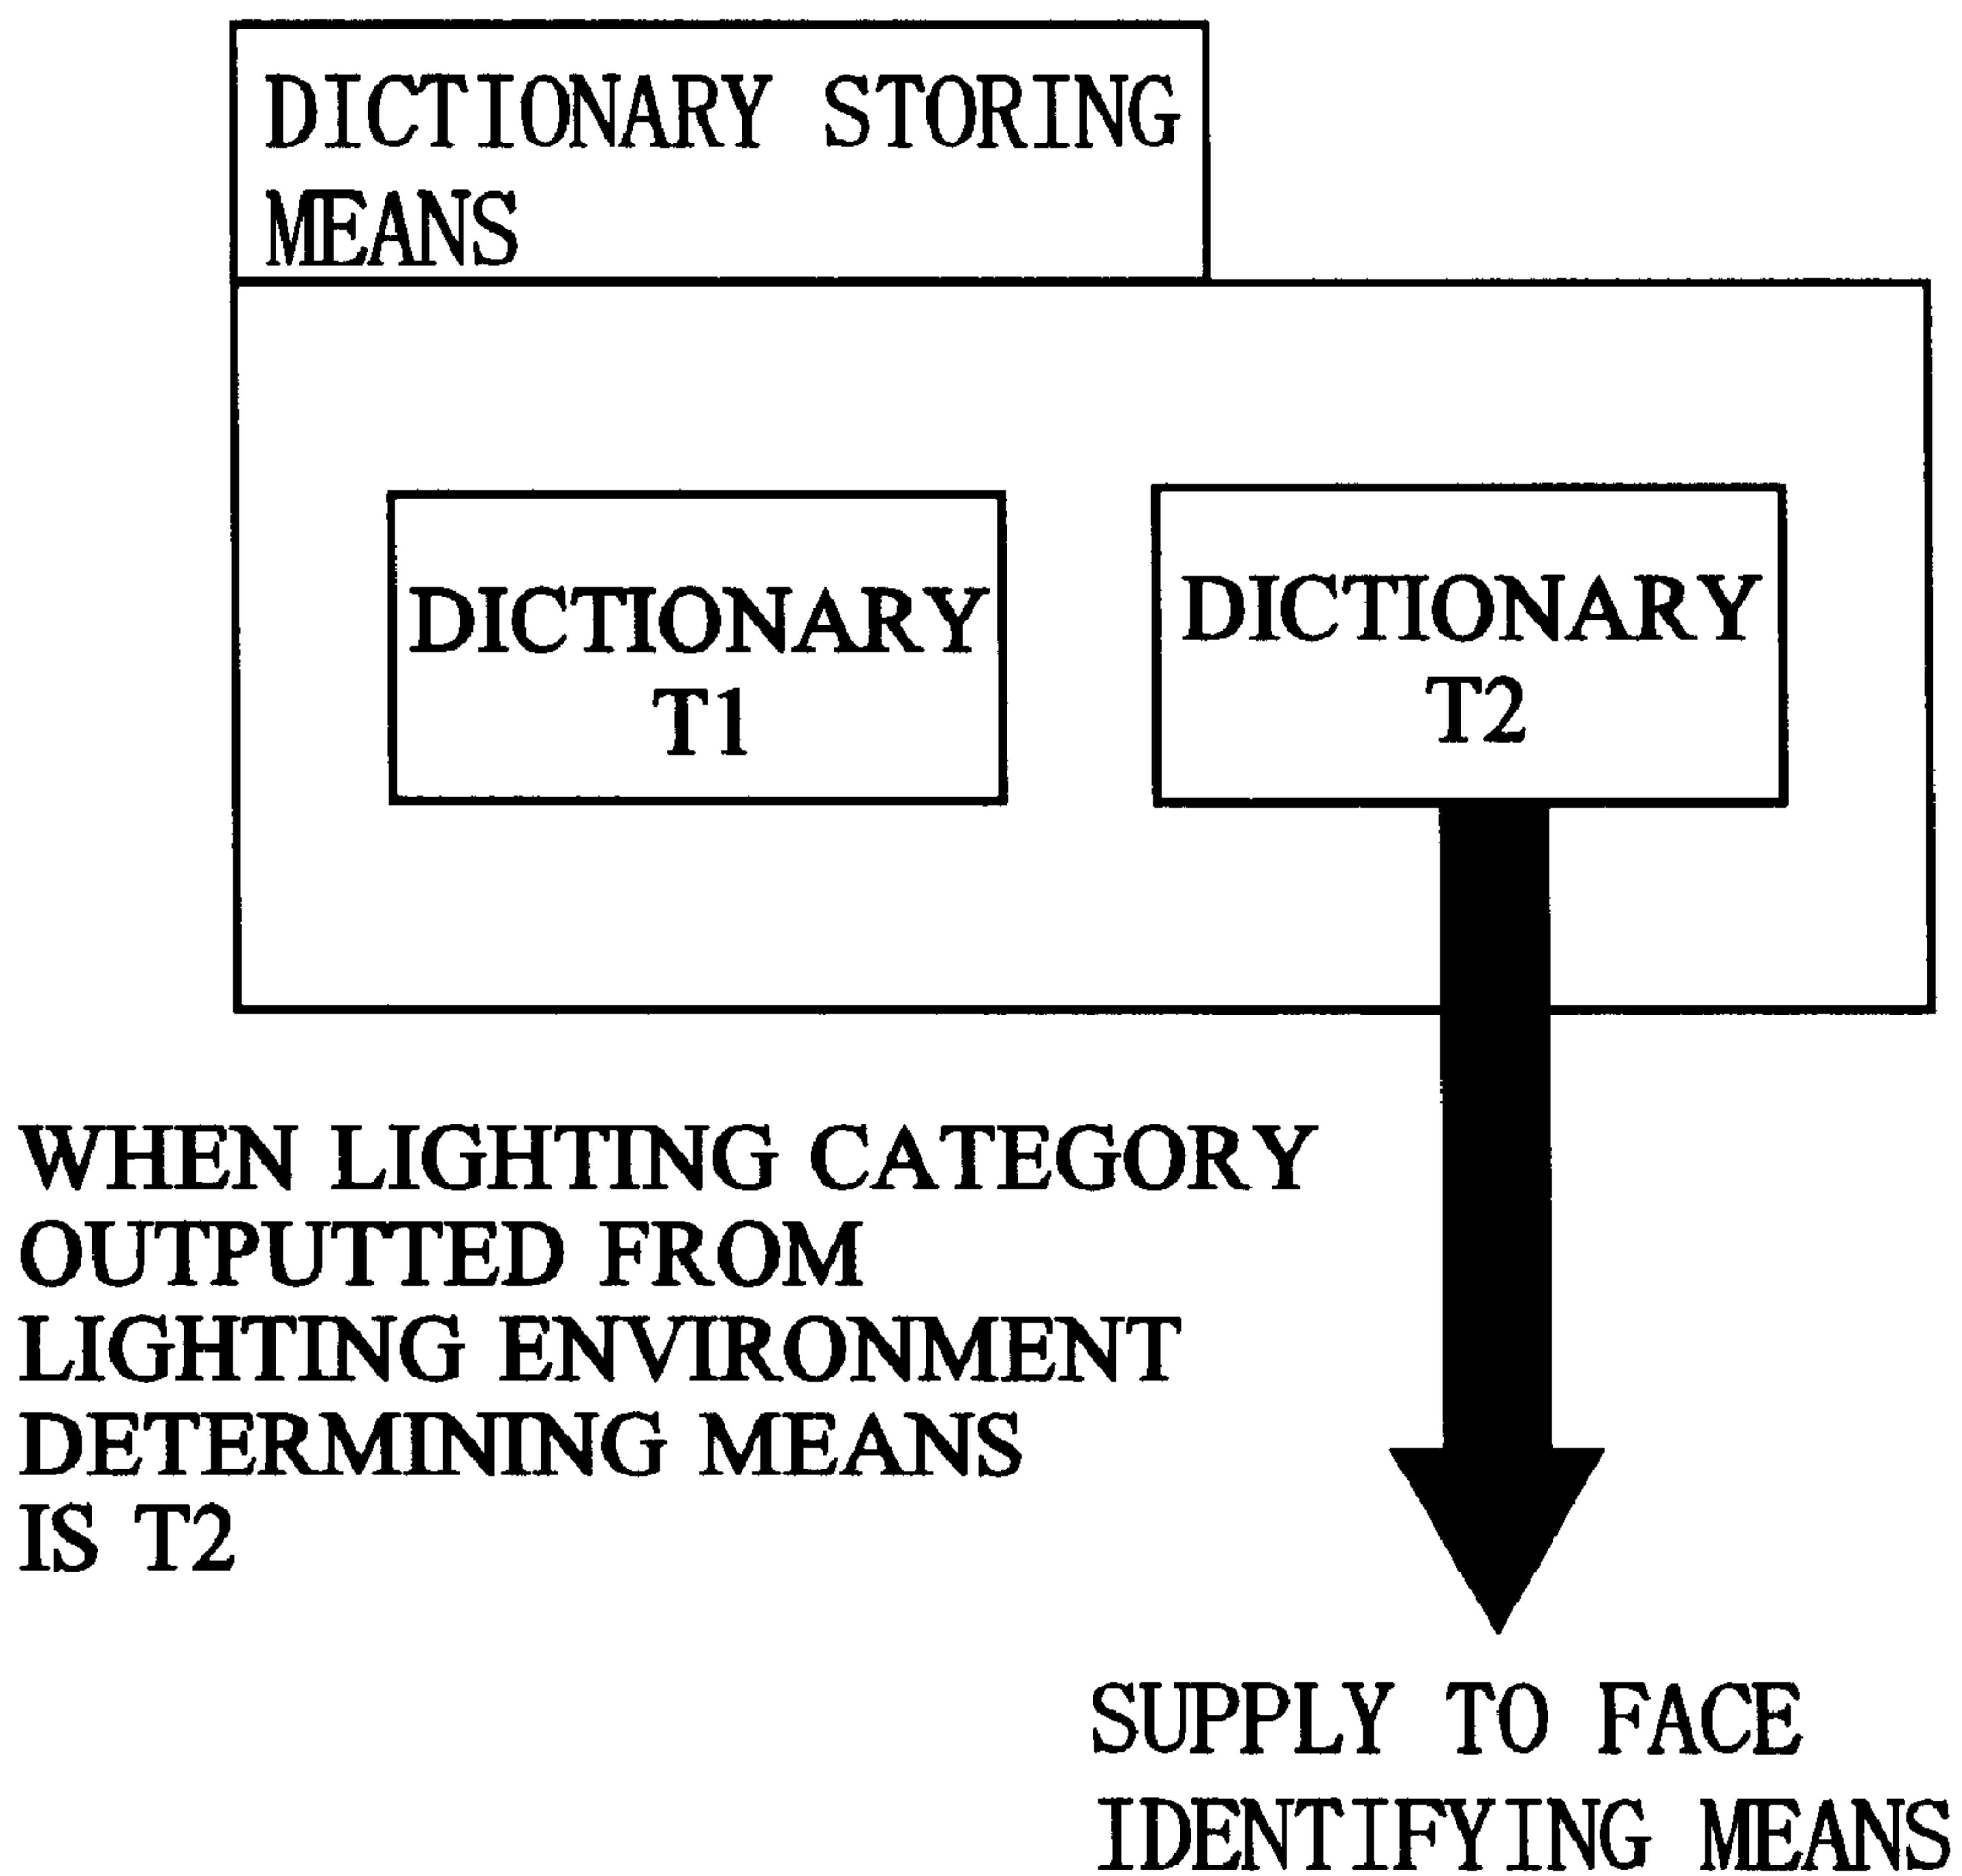 DICTIONARY STORING
MEANS
DICTIONARY
T1
DICTIONARY
T2
WHEN LIGHTING CATEGORY
OUTPUTTED FROM
LIGHTING ENVIRONMENT
DETERMINING MEANS
IS T2
SUPPLY TO FACE
IDENTIFYING MEANS